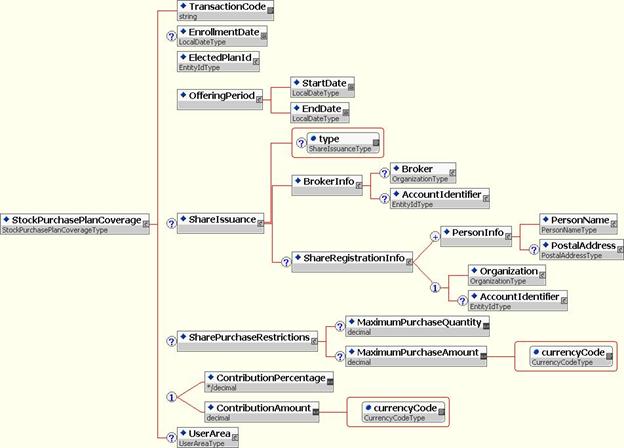 TransactionCode
string
? EnrollmentDate
LocalDateType
ElectedPlanId
EntityIdType
OfferingPeriod
StartDate
LocalDateType
EndDate
LocalDateType
? type
ShareIssuanceType
BrokerInfo
? Broker
OrganizationType
? AccountIdentifier
EntityIdType
StockPurchasePlanCoverage
StockPurchasePlanCoverageType
? ShareIssuance
PersonInfo
PersonName
PersonNameType
? PostalAddress
PostalAddressType
? ShareRegistrationInfo
1
Organization
OrganizationType
? AccountIdentifier
EntityIdType
? SharePurchaseRestrictions
? MaximumPurchaseQuantity
decimal
? MaximumPurchaseAmount
decimal
currencyCode
CurrencyCodeType
1
ContributionPercentage
*/decimal
ContributionAmount
decimal
currencyCode
CurrencyCodeType
? UserArea
UserAreaType